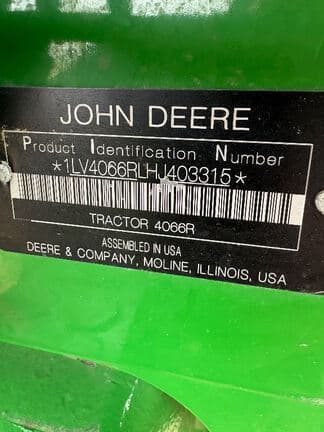 JOHN DEERE
Product Identification Number
*1LV4066RLHJ403315*
TRACTOR 4066R
ASSEMBLED IN USA
DEERE & COMPANY, MOLINE, ILLINOIS, USA